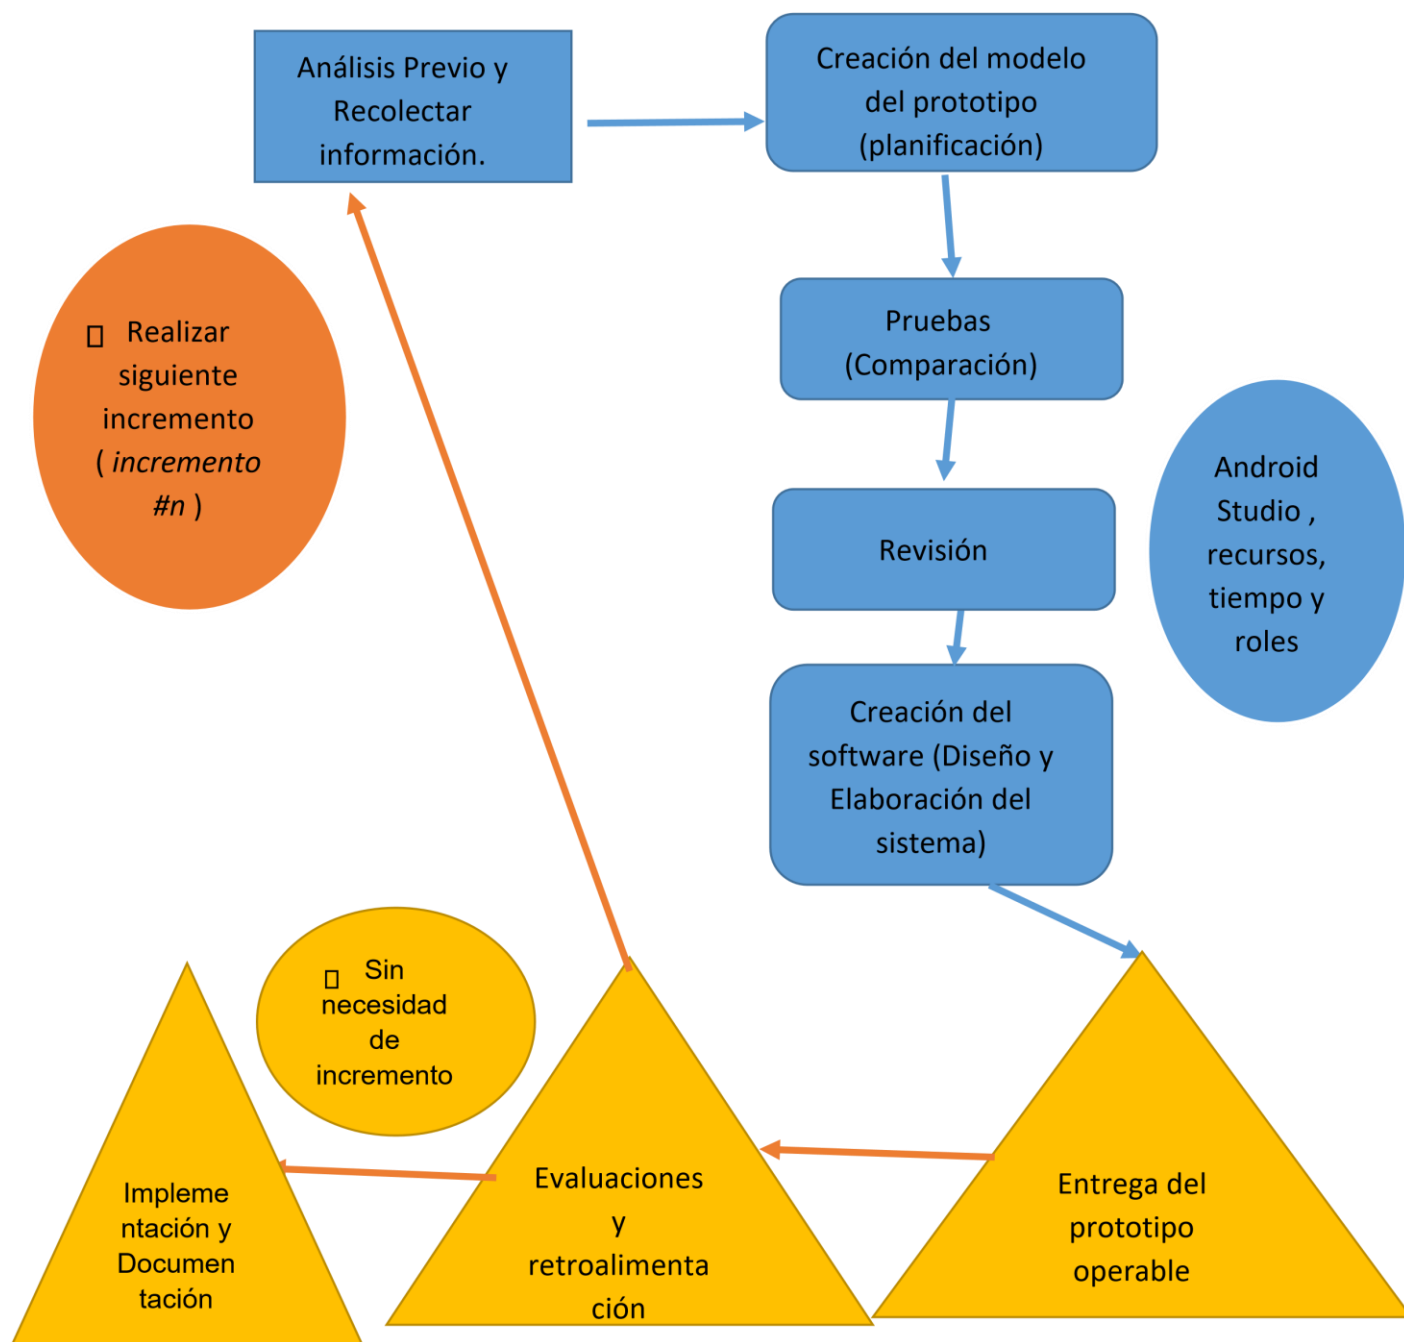 Análisis Previo y
Recolectar
información.
Creación del modelo
del prototipo
(planificación)
Pruebas
(Comparación)
Realizar
siguiente
incremento
( incremento
#n )
Android
Studio ,
recursos,
tiempo y
roles
Revisión
Creación del
software (Diseño y
Elaboración del
sistema)
Sin
necesidad
de
incremento
Impleme
ntación y
Documen
tación
Evaluaciones
y
retroalimenta
ción
Entrega del
prototipo
operable